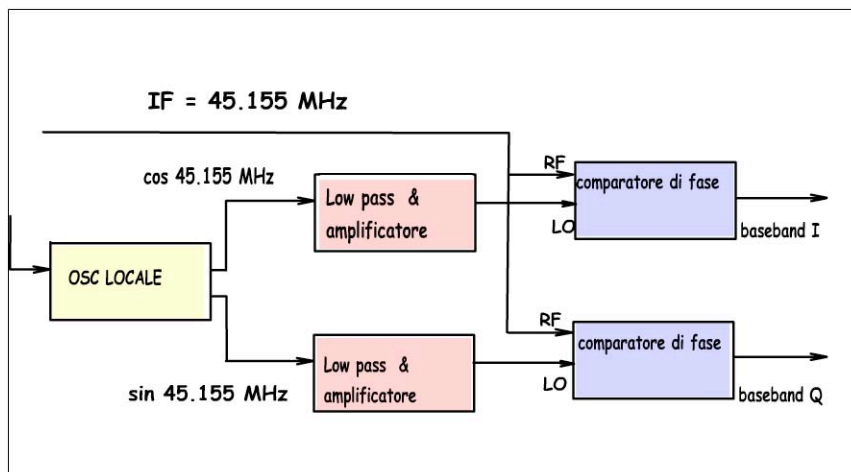 IF = 45.155 MHz
cos 45.155 MHz
RF
Low pass &
amplificatore
comparatore di fase
LO
baseband I
OSC LOCALE
RF
Low pass &
amplificatore
comparatore di fase
sin 45.155 MHz
LO
baseband Q